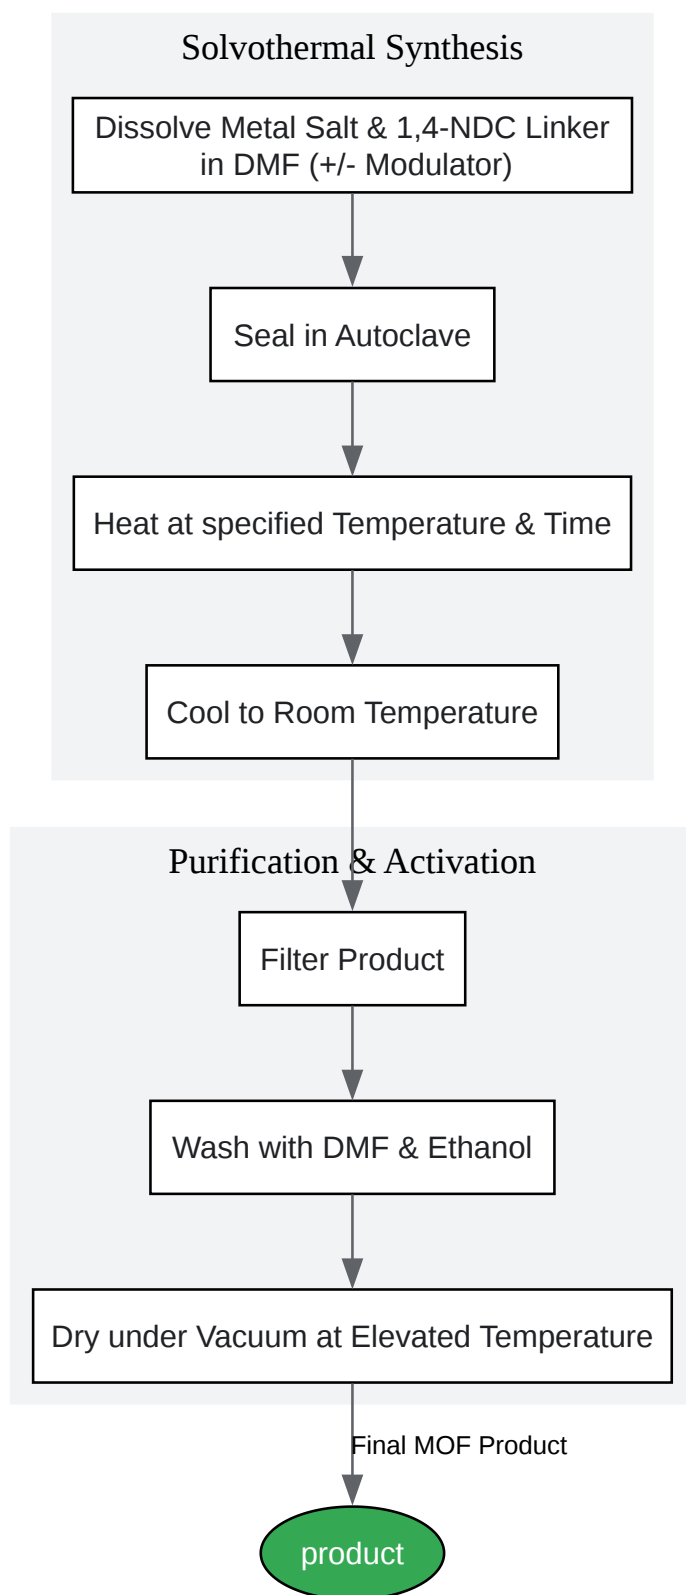 Solvothermal Synthesis
Dissolve Metal Salt & 1,4-NDC Linker
in DMF (+/- Modulator)
Seal in Autoclave
Heat at specified Temperature & Time
Cool to Room Temperature
Purification & Activation
Filter Product
Wash with DMF & Ethanol
Dry under Vacuum at Elevated Temperature
Final MOF Product
product